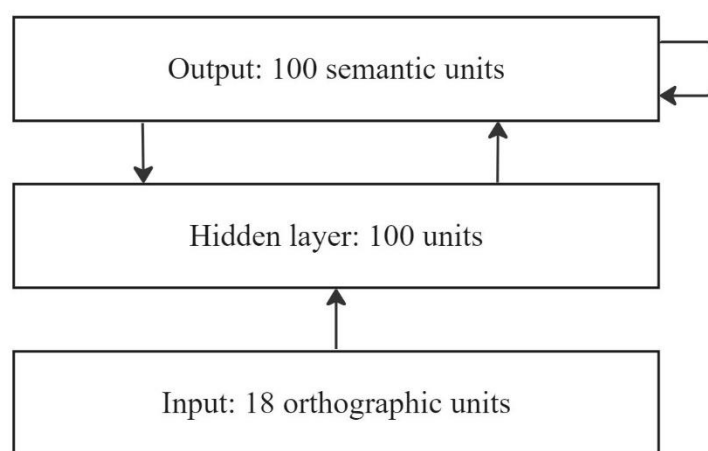 Output: 100 semantic units
Hidden layer: 100 units
Input: 18 orthographic units